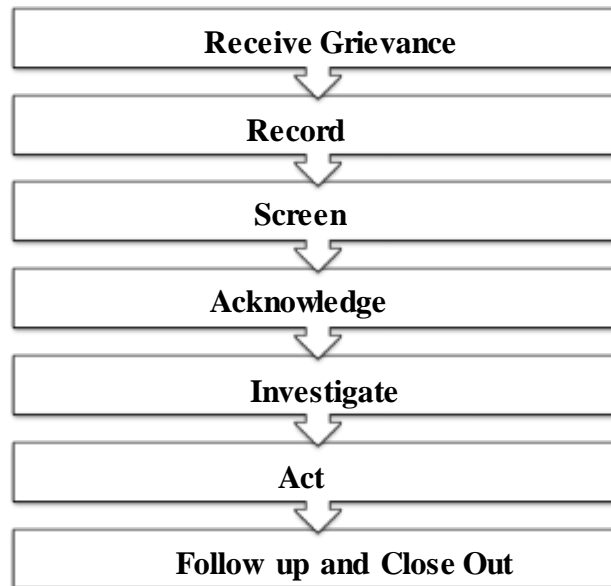 Receive Grievance
Record
Screen
Acknowledge
Investigate
Act
Follow up and Close Out